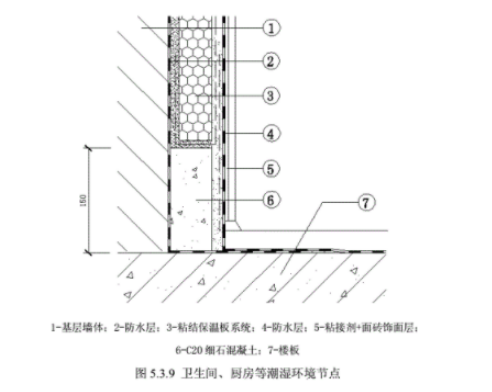 ①
②
③
④
⑤
⑥
⑦
150
1-基层墙体；2-防水层；3-粘结保温板系统；4-防水层；5-粘接剂+面砖饰面层；
6-C20 细石混凝土；7-楼板
图 5.3.9 卫生间、厨房等潮湿环境节点